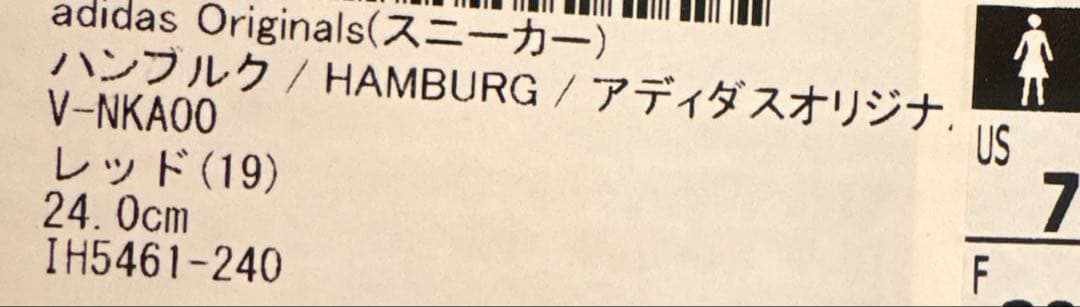 adidas Originals(スニーカー)
ハンブルク / HAMBURG / アディダスオリジナ
V-NKA00
レッド(19)
24.0cm
IH5461-240
US
7
F